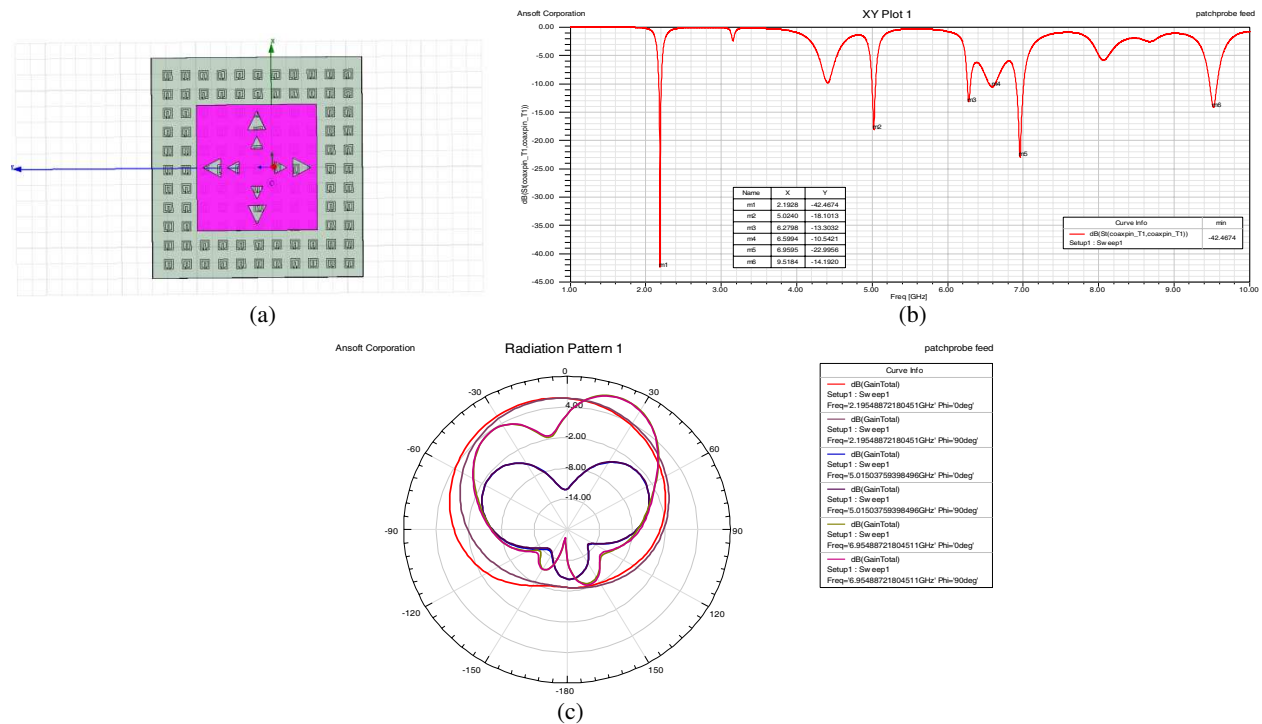 (a)
Ansoft Corporation
XY Plot 1
patchprobe feed
0.00
-5.00
-10.00
-15.00
-20.00
-25.00
-30.00
-35.00
-40.00
-45.00
dB(St(coaxpin_T1,coaxpin_T1))
m1
m2
m3
m4
m5
m6
Name X Y
m1 2.1928 -42.4674
m2 5.0240 -18.1013
m3 6.2798 -13.3032
m4 6.5994 -10.5421
m5 6.9595 -22.9956
m6 9.5184 -14.1920
Curve Info min
dB(St(coaxpin_T1,coaxpin_T1))
Setup1 : Sweep1
-42.4674
1.00 2.00 3.00 4.00 5.00 6.00 7.00 8.00 9.00 10.00
Freq [GHz]
(b)
Ansoft Corporation
Radiation Pattern 1
patchprobe feed
0
30
60
90
120
150
-180
-150
-120
-90
-60
-30
4.00
-2.00
-8.00
-14.00
Curve Info
dB(GainTotal)
Setup1 : Sweep1
Freq='2.19548872180451GHz' Phi='0deg'
dB(GainTotal)
Setup1 : Sweep1
Freq='2.19548872180451GHz' Phi='90deg'
dB(GainTotal)
Setup1 : Sweep1
Freq='5.01503759398496GHz' Phi='0deg'
dB(GainTotal)
Setup1 : Sweep1
Freq='5.01503759398496GHz' Phi='90deg'
dB(GainTotal)
Setup1 : Sweep1
Freq='6.95488721804511GHz' Phi='0deg'
dB(GainTotal)
Setup1 : Sweep1
Freq='6.95488721804511GHz' Phi='90deg'
(c)